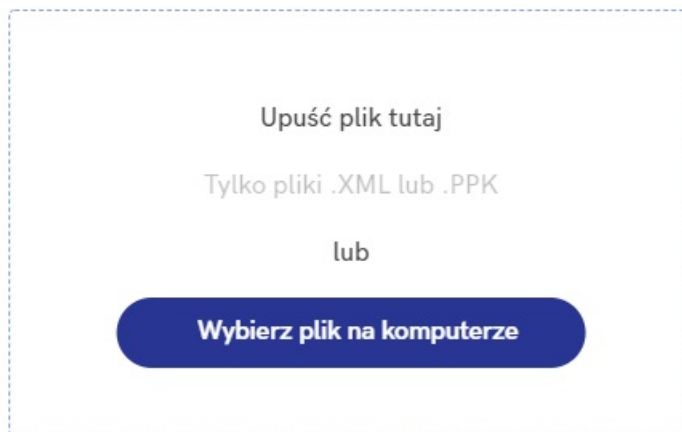 Upuść plik tutaj
Tylko pliki .XML lub .PPK
lub
Wybierz plik na komputerze